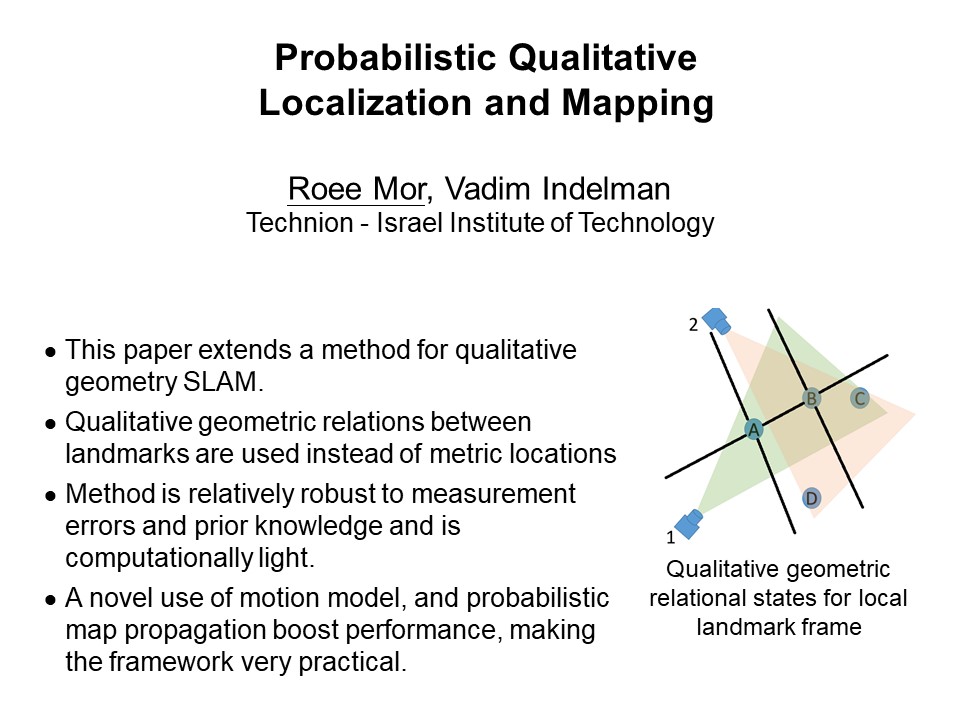 Probabilistic Qualitative
Localization and Mapping
Roee Mor, Vadim Indelman
Technion - Israel Institute of Technology
● This paper extends a method for qualitative
geometry SLAM.
● Qualitative geometric relations between
landmarks are used instead of metric locations
● Method is relatively robust to measurement
errors and prior knowledge and is
computationally light.
● A novel use of motion model, and probabilistic
map propagation boost performance, making
the framework very practical.
2
B
C
A
D
1
Qualitative geometric
relational states for local
landmark frame